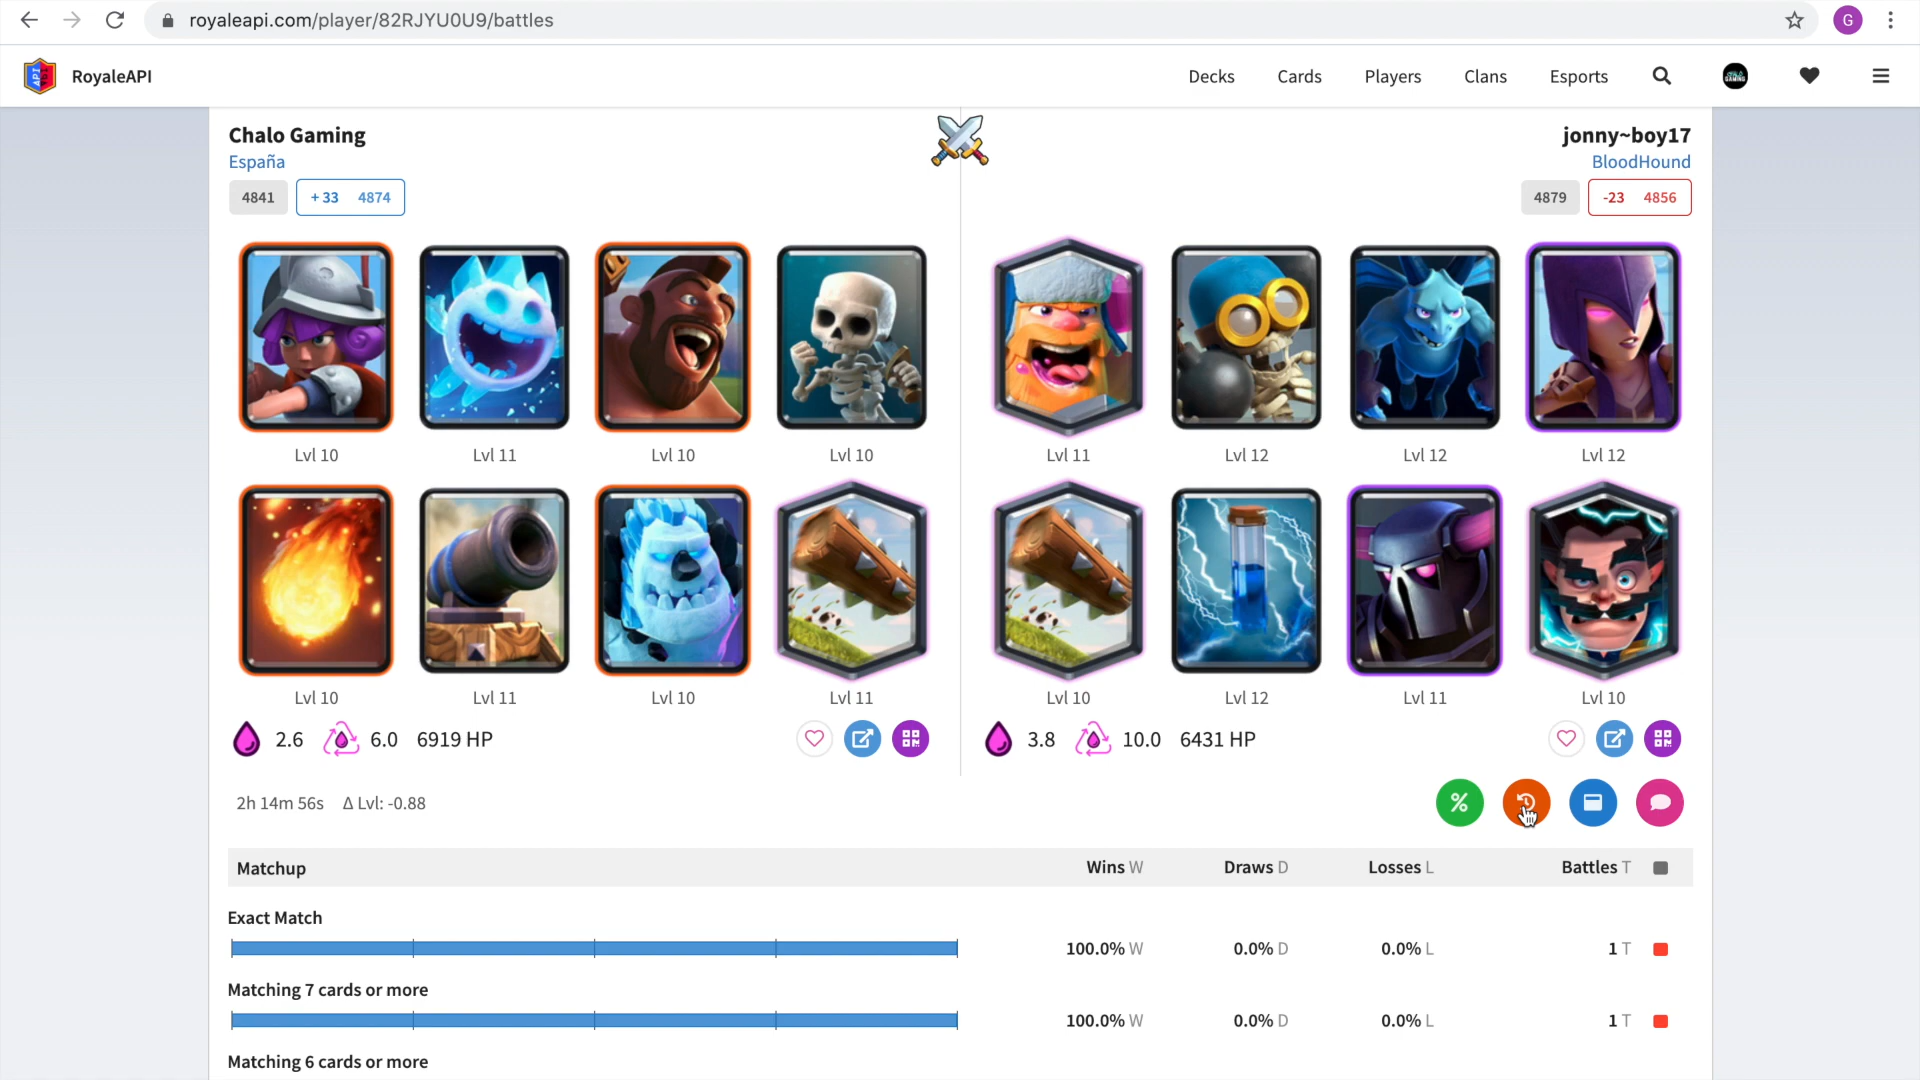 royaleapi.com/player/82RJYU0U9/battles
G
RoyaleAPI
Decks Cards Players Clans Esports
Chalo Gaming
España
4841 +33 4874
jonny~boy17
BloodHound
4879 -23 4856
Lvl 10 Lvl 11 Lvl 10 Lvl 10
Lvl 10 Lvl 11 Lvl 10 Lvl 11
2.6 6.0 6919 HP
Lvl 11 Lvl 12 Lvl 12 Lvl 12
Lvl 10 Lvl 12 Lvl 11 Lvl 10
3.8 10.0 6431 HP
2h 14m 56s Δ Lvl: -0.88
%
Matchup Wins W Draws D Losses L Battles T
Exact Match
100.0% W 0.0% D 0.0% L 1 T
Matching 7 cards or more
100.0% W 0.0% D 0.0% L 1 T
Matching 6 cards or more